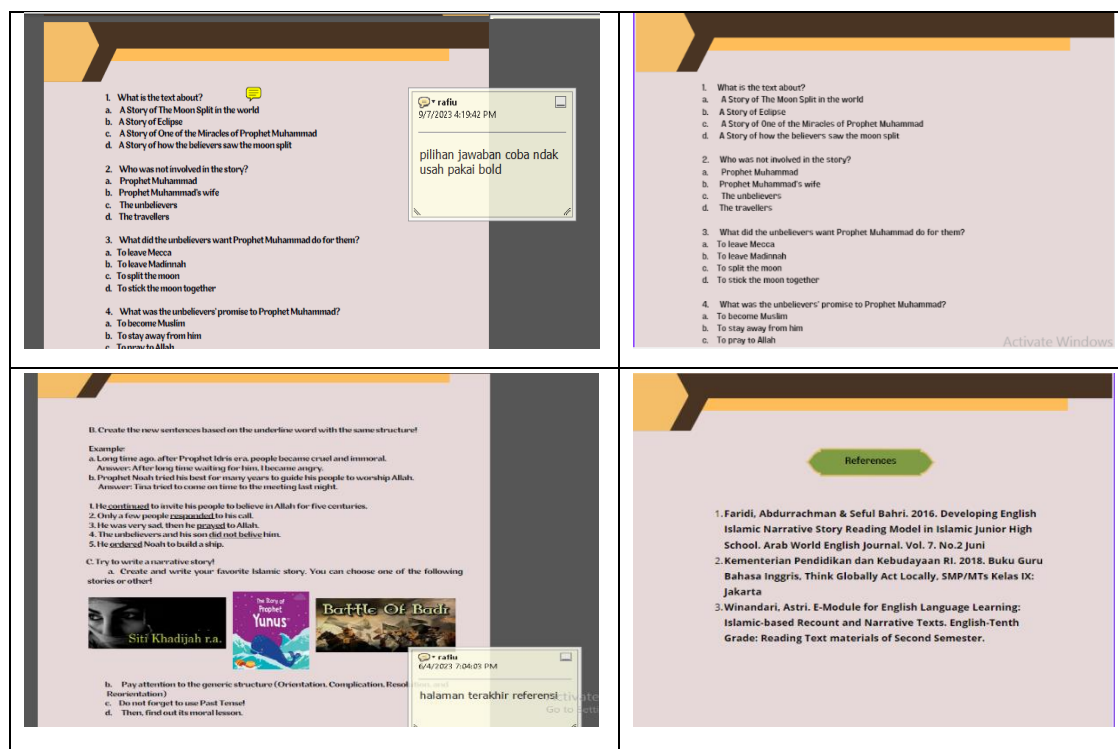 1. What is the text about?
a. A Story of The Moon Split in the world
b. A Story of Eclipse
c. A Story of One of the Miracles of Prophet Muhammad
d. A Story of how the believers saw the moon split
2. Who was not involved in the story?
a. Prophet Muhammad
b. Prophet Muhammad's wife
c. The unbelievers
d. The travellers
3. What did the unbelievers want Prophet Muhammad do for them?
a. To leave Mecca
b. To leave Madinnah
c. To split the moon
d. To stick the moon together
4. What was the unbelievers' promise to Prophet Muhammad?
a. To become Muslim
b. To stay away from him
c. To pray to Allah
rafiu
9/7/2023 4:19:42 PM
pilihan jawaban coba ndak
usah pakai bold
1. What is the text about?
a. A Story of The Moon Split in the world
b. A Story of Eclipse
c. A Story of One of the Miracles of Prophet Muhammad
d. A Story of how the believers saw the moon split
2. Who was not involved in the story?
a. Prophet Muhammad
b. Prophet Muhammad's wife
c. The unbelievers
d. The travellers
3. What did the unbelievers want Prophet Muhammad do for them?
a. To leave Mecca
b. To leave Madinnah
c. To split the moon
d. To stick the moon together
4. What was the unbelievers' promise to Prophet Muhammad?
a. To become Muslim
b. To stay away from him
c. To pray to Allah
Activate Windows
B. Create the new sentences based on the underline word with the same structure!
Example:
a. Long time ago, after Prophet Idris era, people became cruel and immoral.
Answer: After long time waiting for him, I became angry.
b. Prophet Noah tried his best for many years to guide his people to worship Allah.
Answer: Tina tried to come on time to the meeting last night.
1. He continued to invite his people to believe in Allah for five centuries.
2. Only a few people responded to his call.
3. He was very sad, then he prayed to Allah.
4. The unbelievers and his son did not belive him.
5. He ordered Noah to build a ship.
C. Try to write a narrative story!
a. Create and write your favorite Islamic story. You can choose one of the following
stories or other!
Siti Khadijah r.a.
The Story of
Prophet
Yunus
Battle Of Badr
b. Pay attention to the generic structure (Orientation, Complication, and
Reorientation)
c. Do not forget to use Past Tense!
d. Then, find out its moral lesson.
rafiu
6/4/2023 7:04:03 PM
halaman terakhir referensi
References
1. Faridi, Abdurrachman & Seful Bahri. 2016. Developing English
Islamic Narrative Story Reading Model in Islamic Junior High
School. Arab World English Journal. Vol. 7. No.2 Juni
2. Kementerian Pendidikan dan Kebudayaan RI. 2018. Buku Guru
Bahasa Inggris, Think Globally Act Locally, SMP/MTs Kelas IX:
Jakarta
3. Winandari, Astri. E-Module for English Language Learning:
Islamic-based Recount and Narrative Texts. English-Tenth
Grade: Reading Text materials of Second Semester.